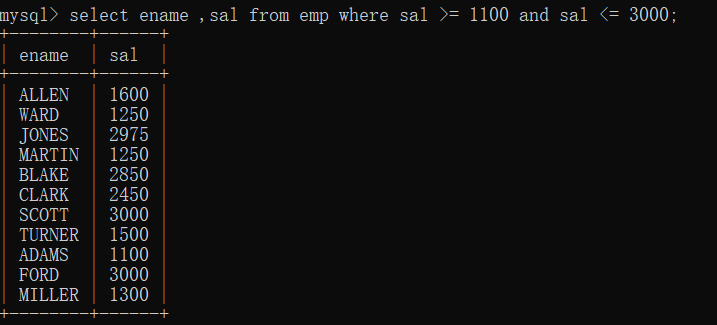 mysql> select ename ,sal from emp where sal >= 1100 and sal <= 3000;
+--------+------+
| ename  | sal  |
+--------+------+
| ALLEN  | 1600 |
| WARD   | 1250 |
| JONES  | 2975 |
| MARTIN | 1250 |
| BLAKE  | 2850 |
| CLARK  | 2450 |
| SCOTT  | 3000 |
| TURNER | 1500 |
| ADAMS  | 1100 |
| FORD   | 3000 |
| MILLER | 1300 |
+--------+------+